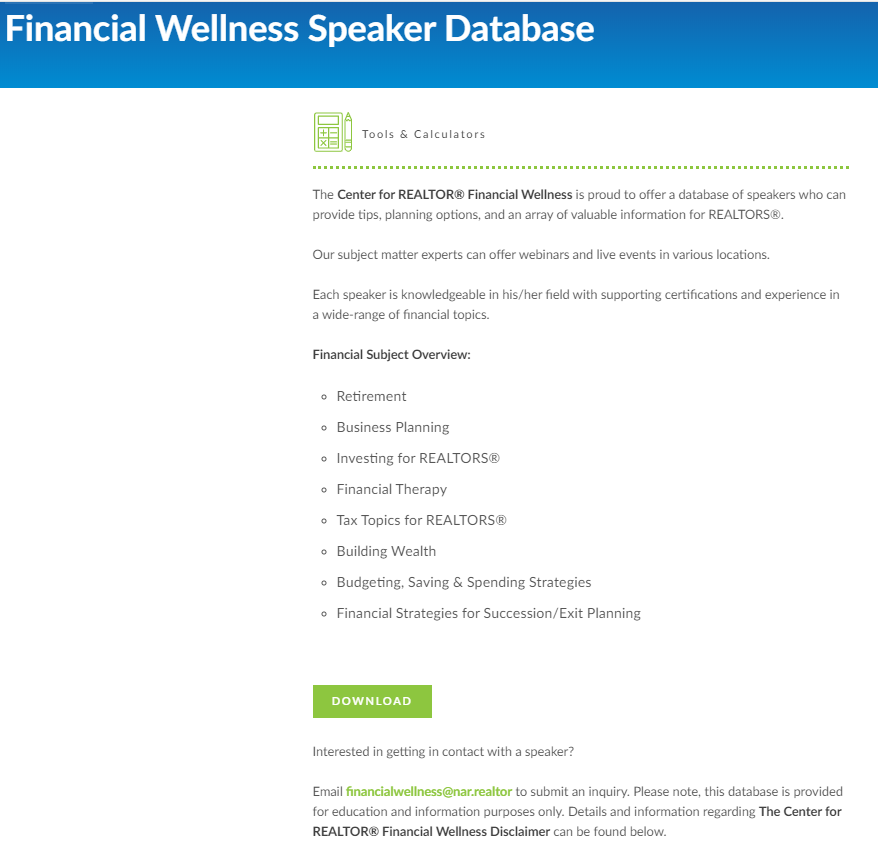 Financial Wellness Speaker Database
Tools & Calculators
The Center for REALTOR® Financial Wellness is proud to offer a database of speakers who can
provide tips, planning options, and an array of valuable information for REALTORS®.
Our subject matter experts can offer webinars and live events in various locations.
Each speaker is knowledgeable in his/her field with supporting certifications and experience in
a wide-range of financial topics.
Financial Subject Overview:
Retirement
Business Planning
Investing for REALTORS®
Financial Therapy
Tax Topics for REALTORS®
Building Wealth
Budgeting, Saving & Spending Strategies
Financial Strategies for Succession/Exit Planning
DOWNLOAD
Interested in getting in contact with a speaker?
Email financialwellness@nar.realtor to submit an inquiry. Please note, this database is provided
for education and information purposes only. Details and information regarding The Center for
REALTOR® Financial Wellness Disclaimer can be found below.